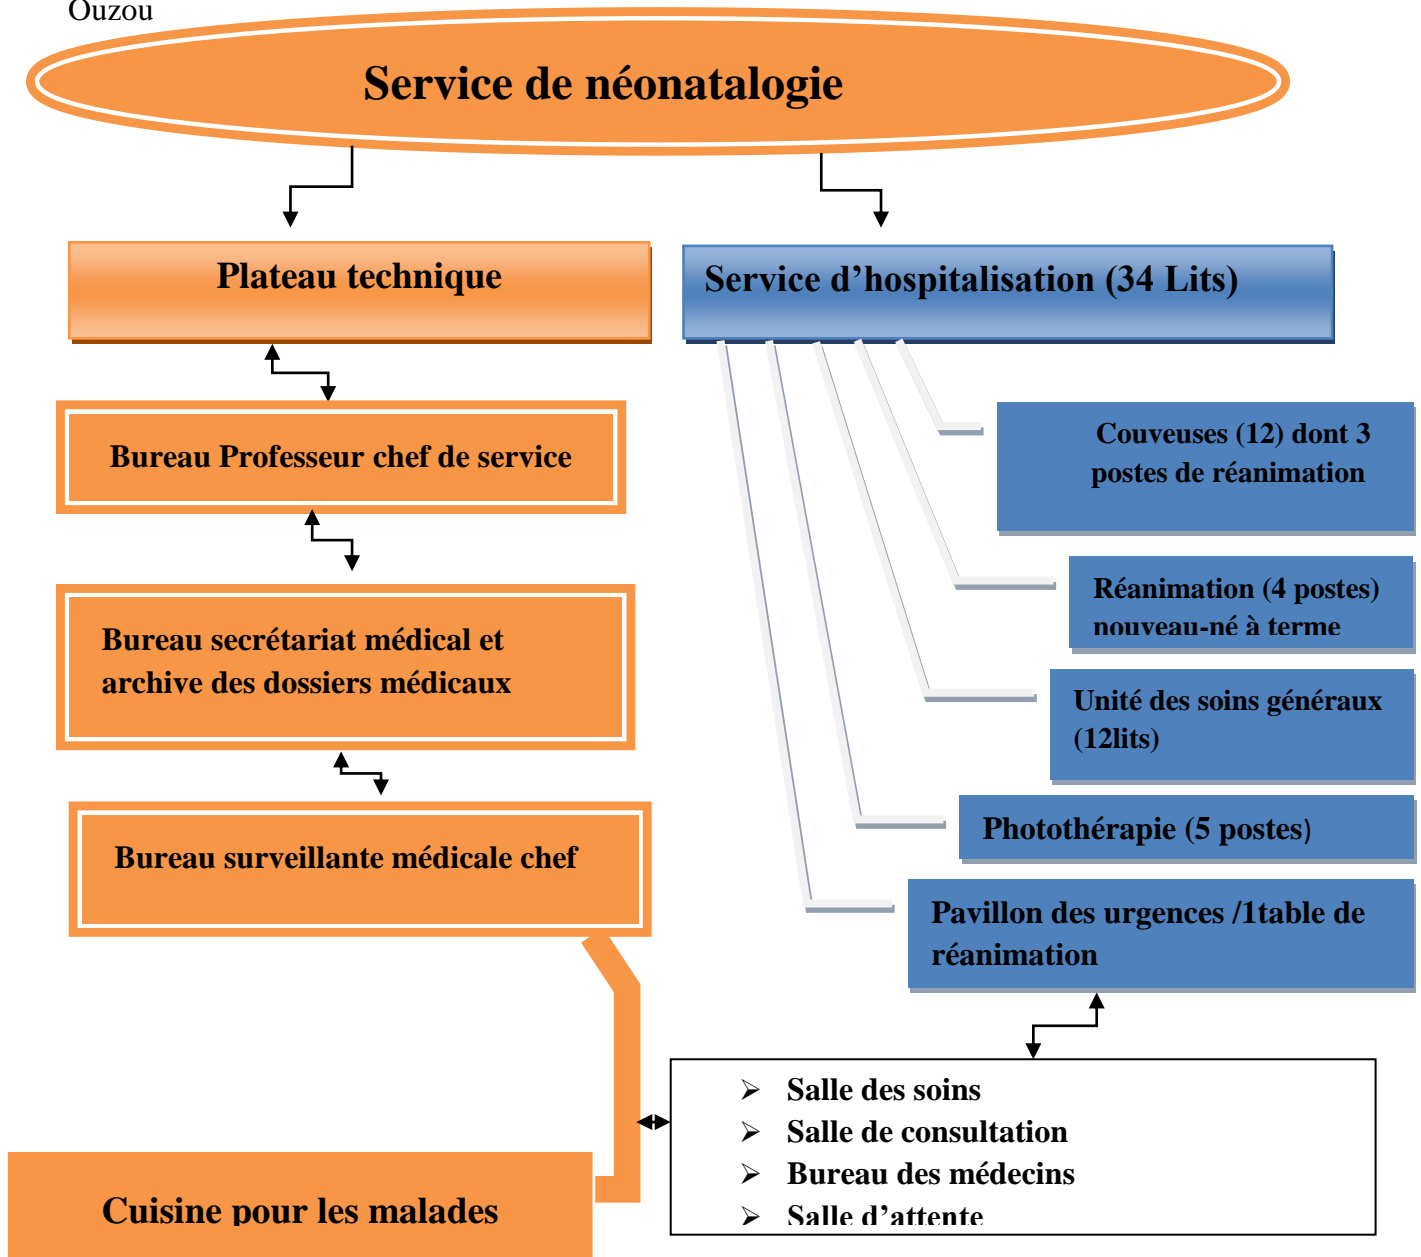 Ouzou
Service de néonatalogie
Plateau technique
Service d’hospitalisation (34 Lits)
Bureau Professeur chef de service
Bureau secrétariat médical et
archive des dossiers médicaux
Bureau surveillante médicale chef
Cuisine pour les malades
Couveuses (12) dont 3
postes de réanimation
Réanimation (4 postes)
nouveau-né à terme
Unité des soins généraux
(12lits)
Photothérapie (5 postes)
Pavillon des urgences /1table de
réanimation
➢ Salle des soins
➢ Salle de consultation
➢ Bureau des médecins
➢ Salle d’attente